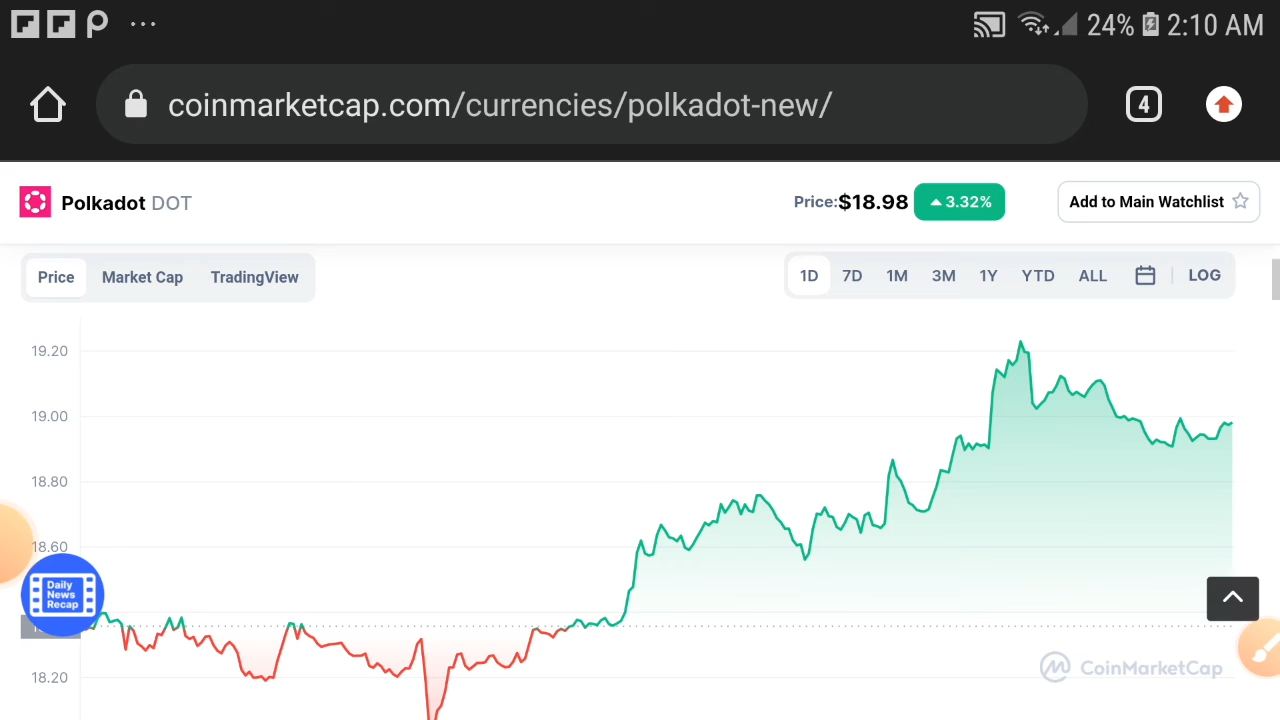 24% 2:10 AM
coinmarketcap.com/currencies/polkadot-new/
4
Polkadot DOT
Price:$18.98 3.32%
Add to Main Watchlist
Price Market Cap TradingView
1D 7D 1M 3M 1Y YTD ALL LOG
19.20
19.00
18.80
18.60
Daily
News
Recap
18.20
CoinMarketCap